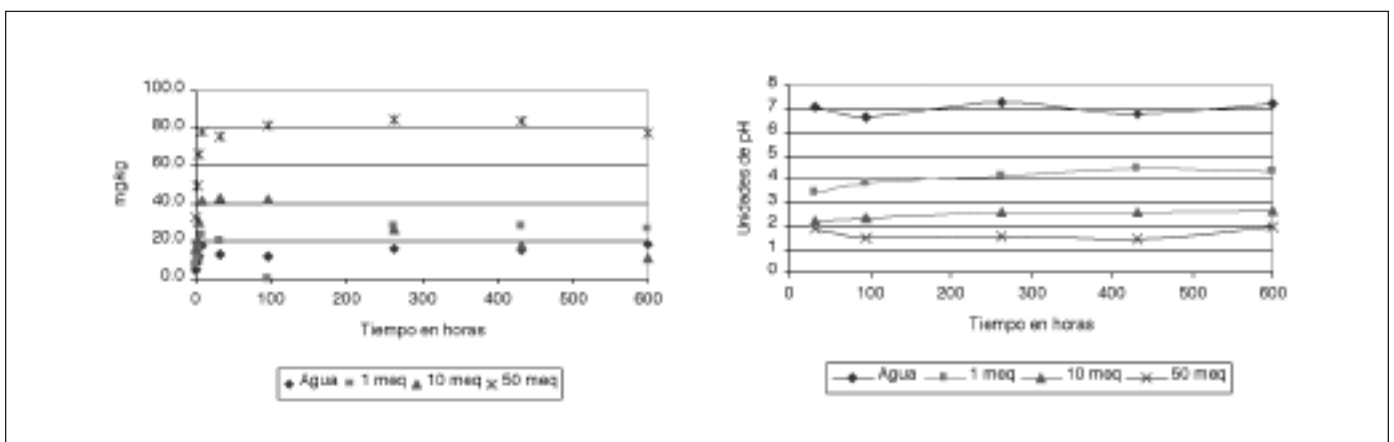 100.0
80.0
60.0
40.0
20.0
0.0
mg/kg
0 100 200 300 400 500 600
Tiempo en horas
Agua 1 meq 10 meq 50 meq
8
7
6
5
4
3
2
1
0
Unidades de pH
0 100 200 300 400 500 600
Tiempo en horas
Agua 1 meq 10 meq 50 meq